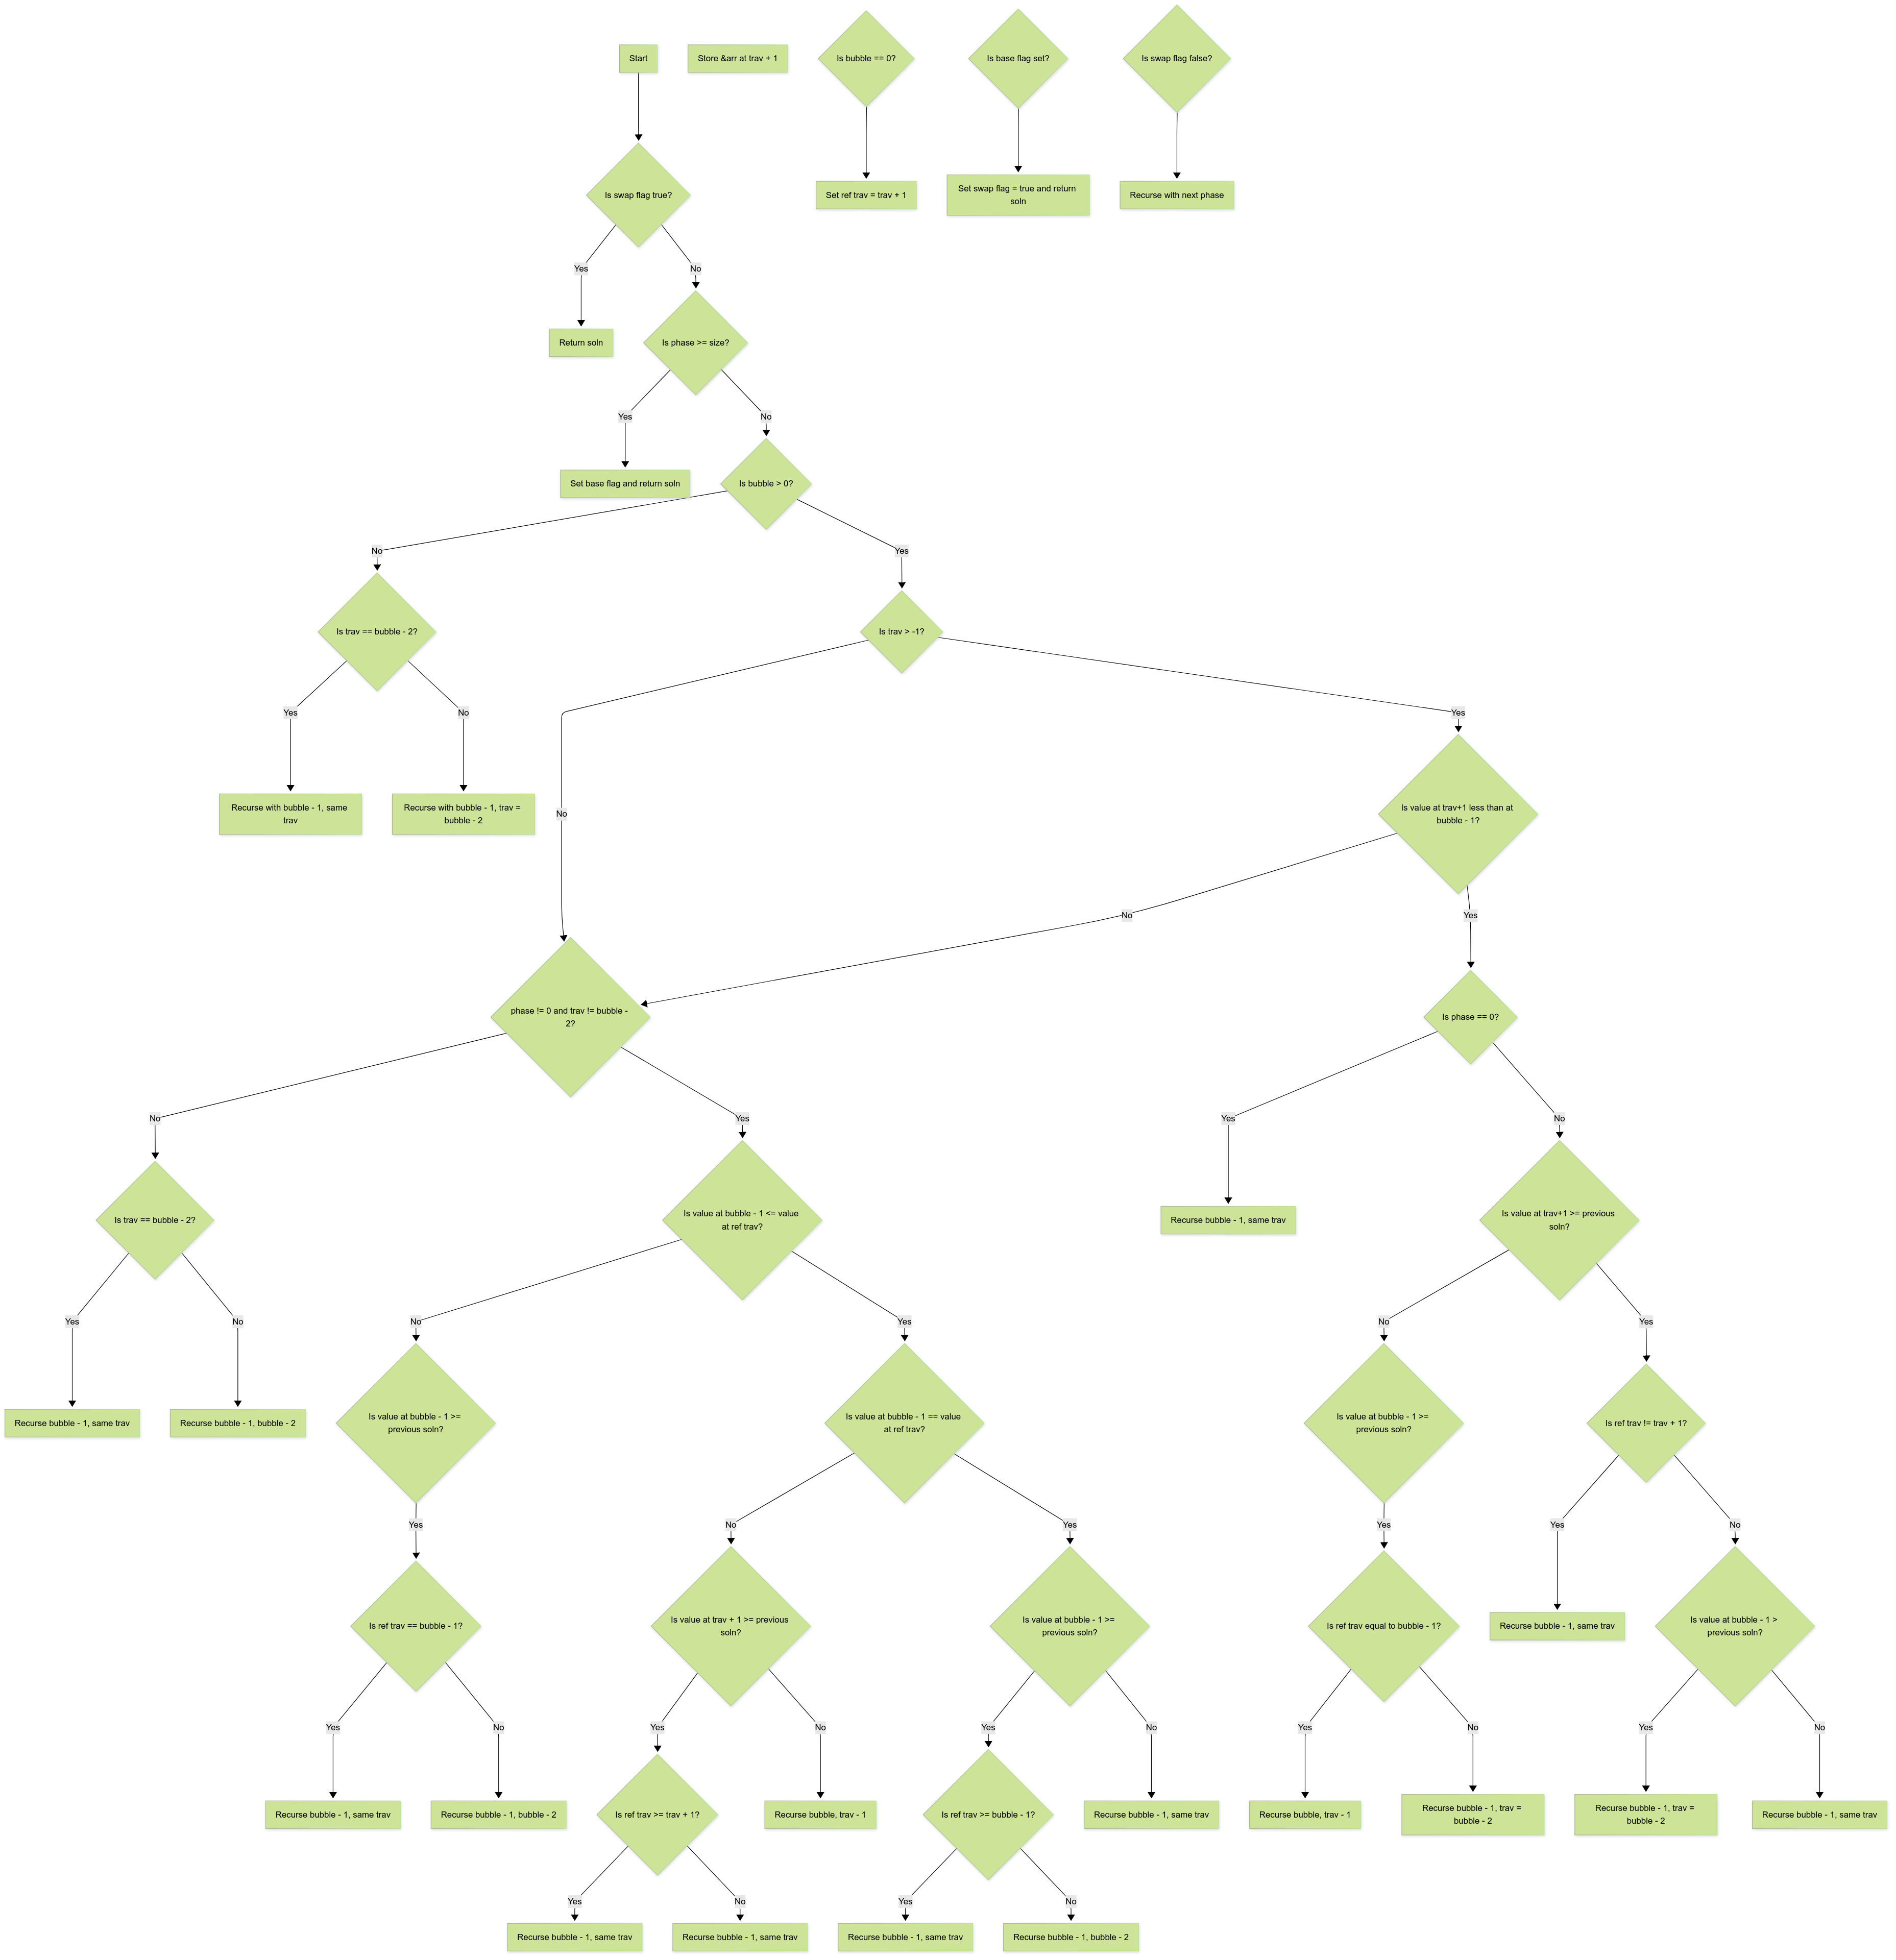 Start
Store &arr at trav + 1
Is bubble == 0?
Is base flag set?
Is swap flag false?
Is swap flag true?
Set ref trav = trav + 1
Set swap flag = true and return
soln
Recurse with next phase
Yes
No
Return soln
Is phase >= size?
Yes
No
Set base flag and return soln
Is bubble > 0?
No
Yes
Is trav == bubble - 2?
Is trav > -1?
Yes
No
Yes
Recurse with bubble - 1, same
trav
Recurse with bubble - 1, trav =
bubble - 2
No
Is value at trav+1 less than at
bubble - 1?
No
Yes
phase != 0 and trav != bubble -
2?
Is phase == 0?
No
Yes
Yes
No
Is trav == bubble - 2?
Is value at bubble - 1 <= value
at ref trav?
Recurse bubble - 1, same trav
Is value at trav+1 >= previous
soln?
Yes
No
No
Yes
No
Yes
Recurse bubble - 1, same trav
Recurse bubble - 1, bubble - 2
Is value at bubble - 1 >=
previous soln?
Is value at bubble - 1 == value
at ref trav?
Is value at bubble - 1 >=
previous soln?
Is ref trav != trav + 1?
Yes
No
Yes
Yes
Yes
No
Is ref trav == bubble - 1?
Is value at trav + 1 >= previous
soln?
Is value at bubble - 1 >=
previous soln?
Is ref trav equal to bubble - 1?
Recurse bubble - 1, same trav
Is value at bubble - 1 >
previous soln?
Yes
No
Yes
No
Yes
No
Yes
No
Yes
No
Recurse bubble - 1, same trav
Recurse bubble - 1, bubble - 2
Is ref trav >= trav + 1?
Recurse bubble, trav - 1
Is ref trav >= bubble - 1?
Recurse bubble - 1, same trav
Recurse bubble, trav - 1
Recurse bubble - 1, trav =
bubble - 2
Recurse bubble - 1, trav =
bubble - 2
Recurse bubble - 1, same trav
Yes
No
Yes
No
Recurse bubble - 1, same trav
Recurse bubble - 1, same trav
Recurse bubble - 1, same trav
Recurse bubble - 1, bubble - 2